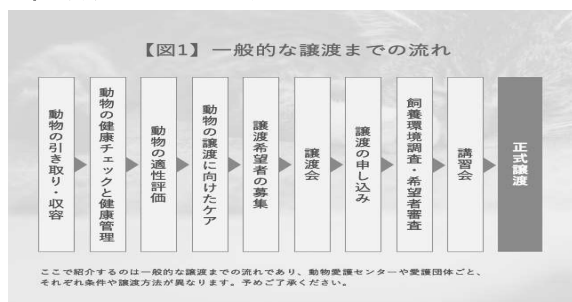 【図1】一般的な譲渡までの流れ
動物の引き取り・収容
動物の健康チェックと健康管理
動物の適性評価
動物の譲渡に向けたケア
譲渡希望者の募集
譲渡会
譲渡の申し込み
飼養環境調査・希望者審査
講習会
正式譲渡
ここで紹介するのは一般的な譲渡までの流れであり、動物愛護センターや愛護団体ごと、
それぞれ条件や譲渡方法が異なります。予めご了承ください。